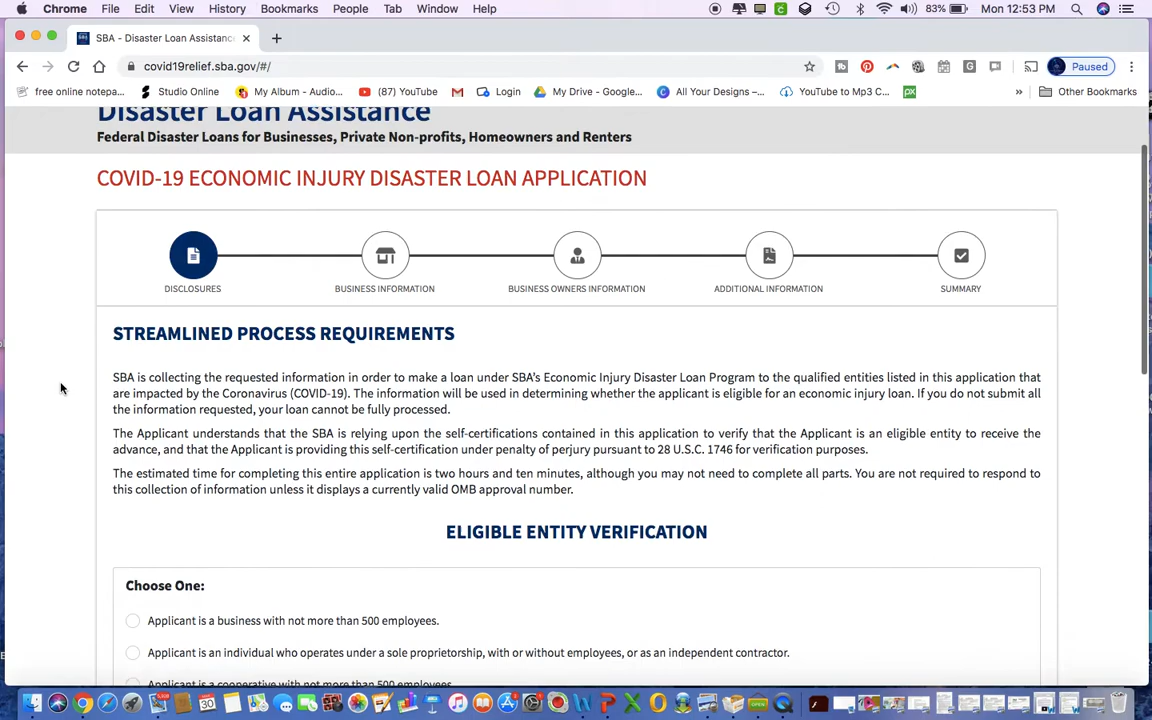 Chrome File Edit View History Bookmarks People Tab Window Help 83% Mon 12:53 PM
SBA - Disaster Loan Assistanc
covid19relief.sba.gov/#/ Paused
free online notepa... Studio Online My Album - Audio... (87) YouTube Login My Drive - Google... All Your Designs –... YouTube to Mp3 C... px » Other Bookmarks
Disaster Loan Assistance
Federal Disaster Loans for Businesses, Private Non-profits, Homeowners and Renters
COVID-19 ECONOMIC INJURY DISASTER LOAN APPLICATION
DISCLOSURES BUSINESS INFORMATION BUSINESS OWNERS INFORMATION ADDITIONAL INFORMATION SUMMARY
STREAMLINED PROCESS REQUIREMENTS
SBA is collecting the requested information in order to make a loan under SBA's Economic Injury Disaster Loan Program to the qualified entities listed in this application that
are impacted by the Coronavirus (COVID-19). The information will be used in determining whether the applicant is eligible for an economic injury loan. If you do not submit all
the information requested, your loan cannot be fully processed.
The Applicant understands that the SBA is relying upon the self-certifications contained in this application to verify that the Applicant is an eligible entity to receive the
advance, and that the Applicant is providing this self-certification under penalty of perjury pursuant to 28 U.S.C. 1746 for verification purposes.
The estimated time for completing this entire application is two hours and ten minutes, although you may not need to complete all parts. You are not required to respond to
this collection of information unless it displays a currently valid OMB approval number.
ELIGIBLE ENTITY VERIFICATION
Choose One:
Applicant is a business with not more than 500 employees.
Applicant is an individual who operates under a sole proprietorship, with or without employees, or as an independent contractor.
Applicant is a cooperative with not more than 500 employees.
30